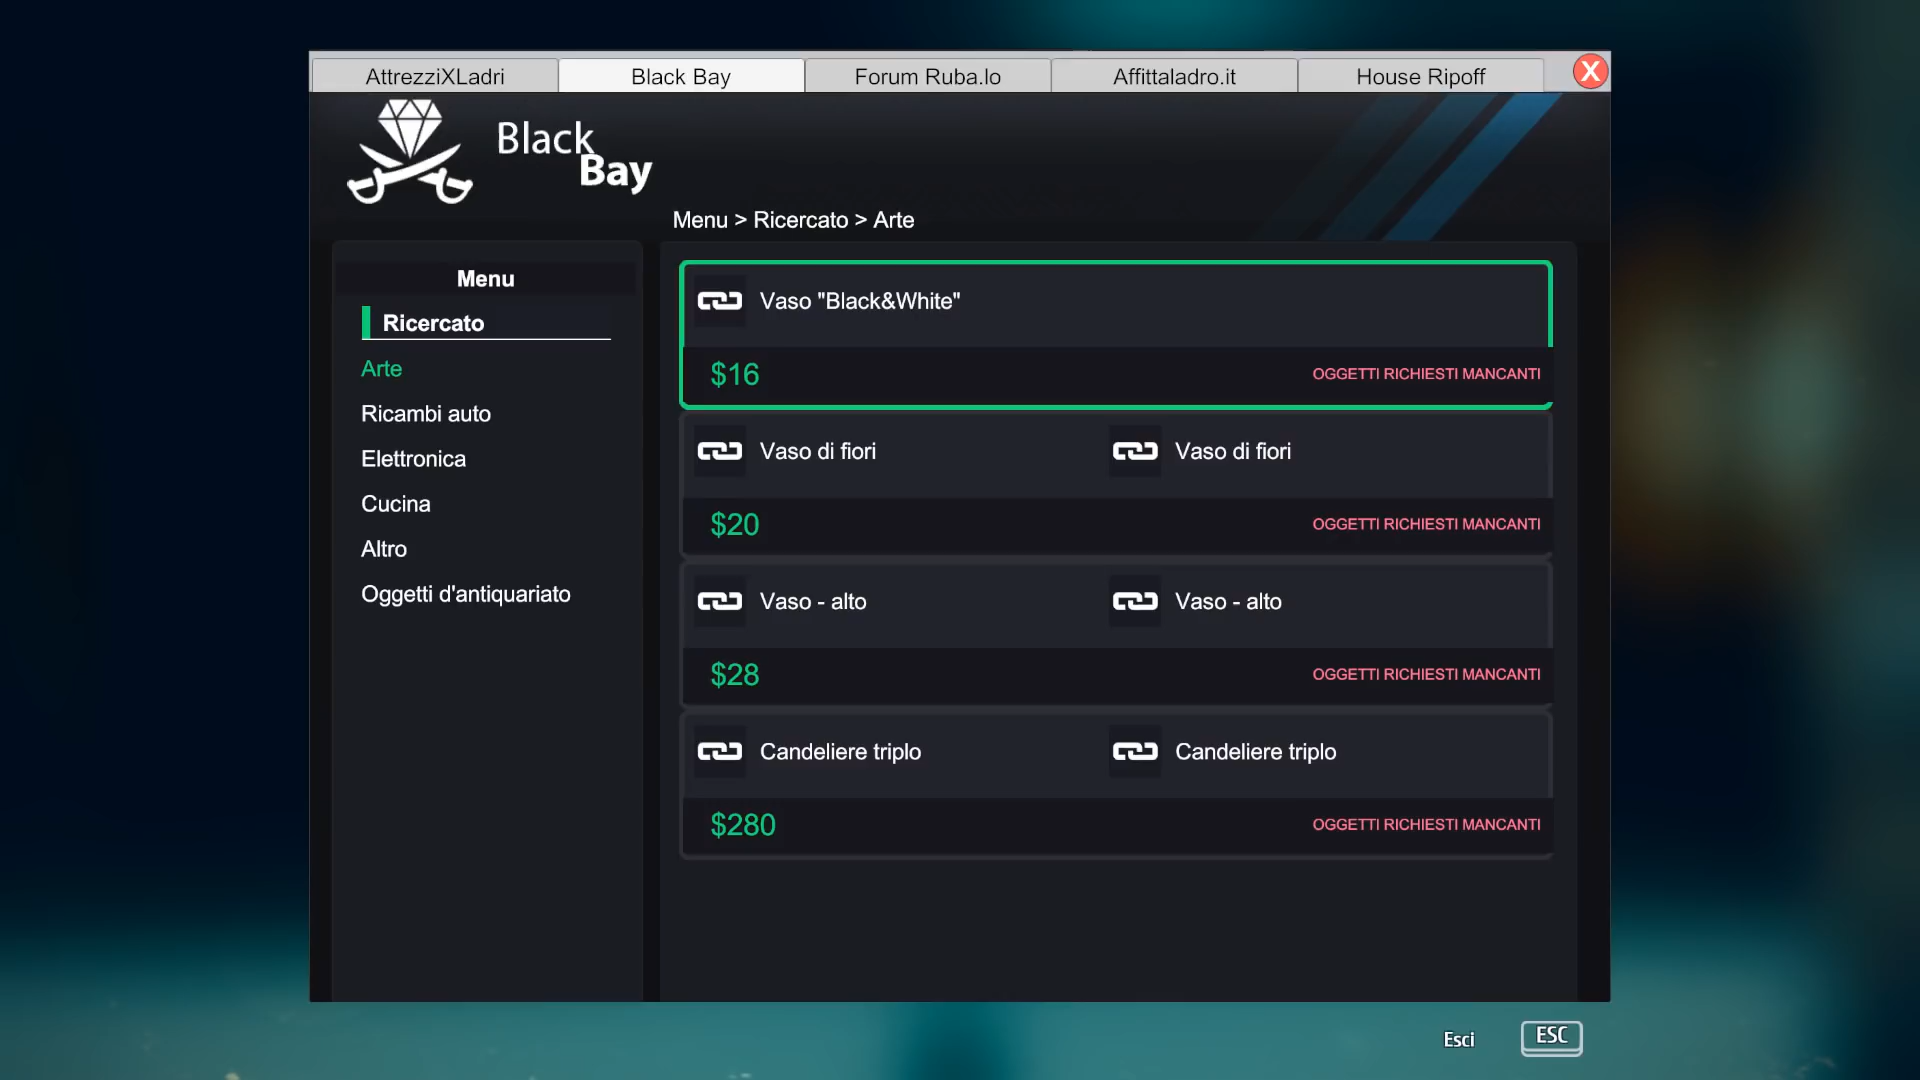 AttrezziXLadri
Black Bay
Forum Ruba.lo
Affittaladro.it
House Ripoff
X
Black
Bay
Menu > Ricercato > Arte
Menu
Ricercato
Arte
Ricambi auto
Elettronica
Cucina
Altro
Oggetti d'antiquariato
Vaso "Black&White"
$16 OGGETTI RICHIESTI MANCANTI
Vaso di fiori Vaso di fiori
$20 OGGETTI RICHIESTI MANCANTI
Vaso - alto Vaso - alto
$28 OGGETTI RICHIESTI MANCANTI
Candeliere triplo Candeliere triplo
$280 OGGETTI RICHIESTI MANCANTI
Esci ESC